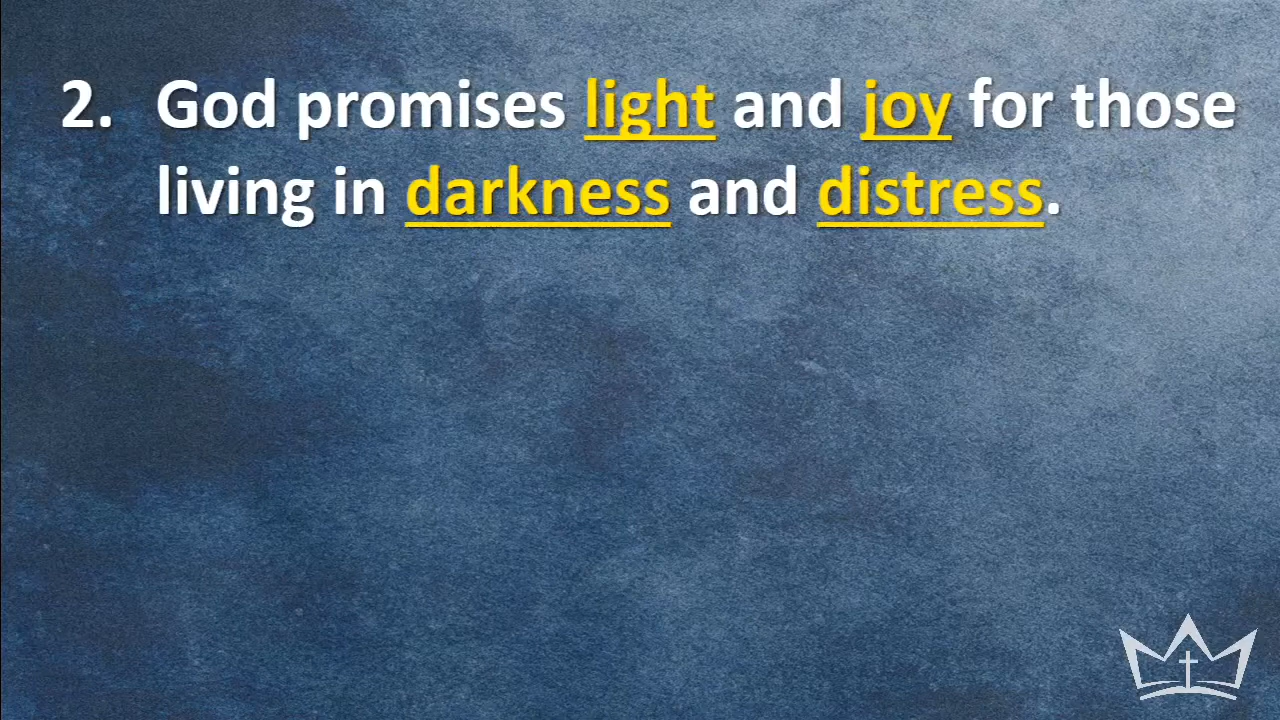 2. God promises light and joy for those
living in darkness and distress.